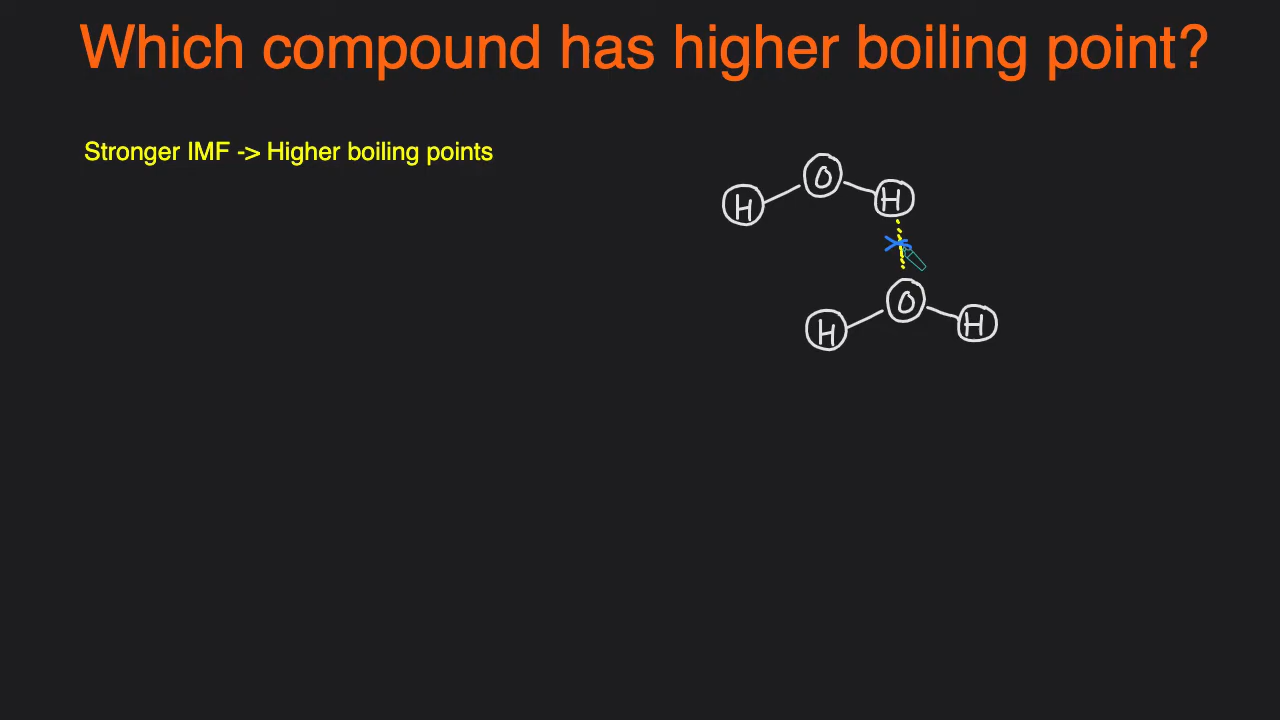 Which compound has higher boiling point?
Stronger IMF -> Higher boiling points
H O H
H O H